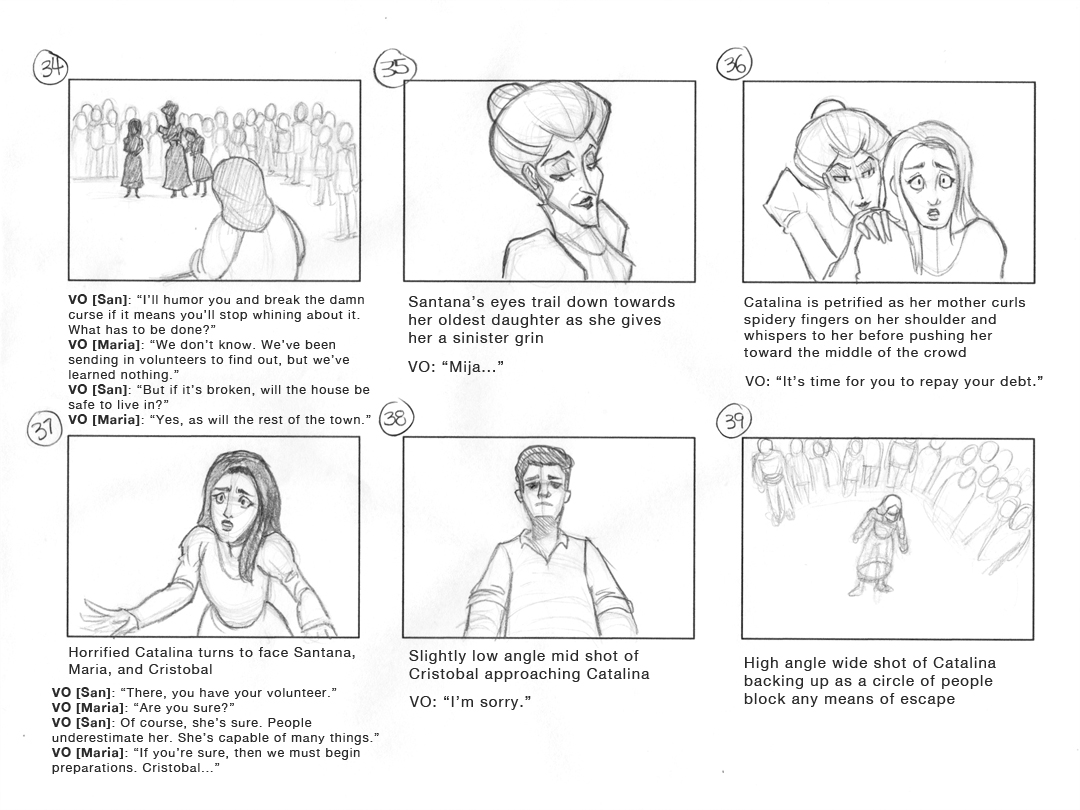 34
VO [San]: “I’ll humor you and break the damn
curse if it means you’ll stop whining about it.
What has to be done?”
VO [Maria]: “We don’t know. We’ve been
sending in volunteers to find out, but we’ve
learned nothing.”
VO [San]: “But if it’s broken, will the house be
safe to live in?”
VO [Maria]: “Yes, as will the rest of the town.”
35
Santana’s eyes trail down towards
her oldest daughter as she gives
her a sinister grin
VO: “Mija...”
36
Catalina is petrified as her mother curls
spidery fingers on her shoulder and
whispers to her before pushing her
toward the middle of the crowd
VO: “It’s time for you to repay your debt.”
37
Horrified Catalina turns to face Santana,
Maria, and Cristobal
VO [San]: “There, you have your volunteer.”
VO [Maria]: “Are you sure?”
VO [San]: Of course, she’s sure. People
underestimate her. She’s capable of many things.”
VO [Maria]: “If you’re sure, then we must begin
preparations. Cristobal...”
38
Slightly low angle mid shot of
Cristobal approaching Catalina
VO: “I’m sorry.”
39
High angle wide shot of Catalina
backing up as a circle of people
block any means of escape